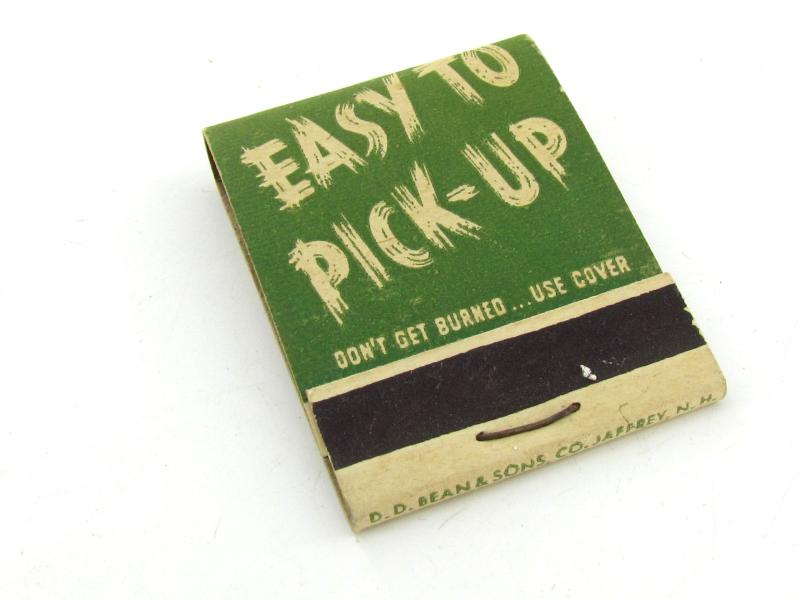 EASY TO
PICK-UP
DON'T GET BURNED ... USE COVER
D. D. BEAN & SONS, CO. JAFFREY, N. H.